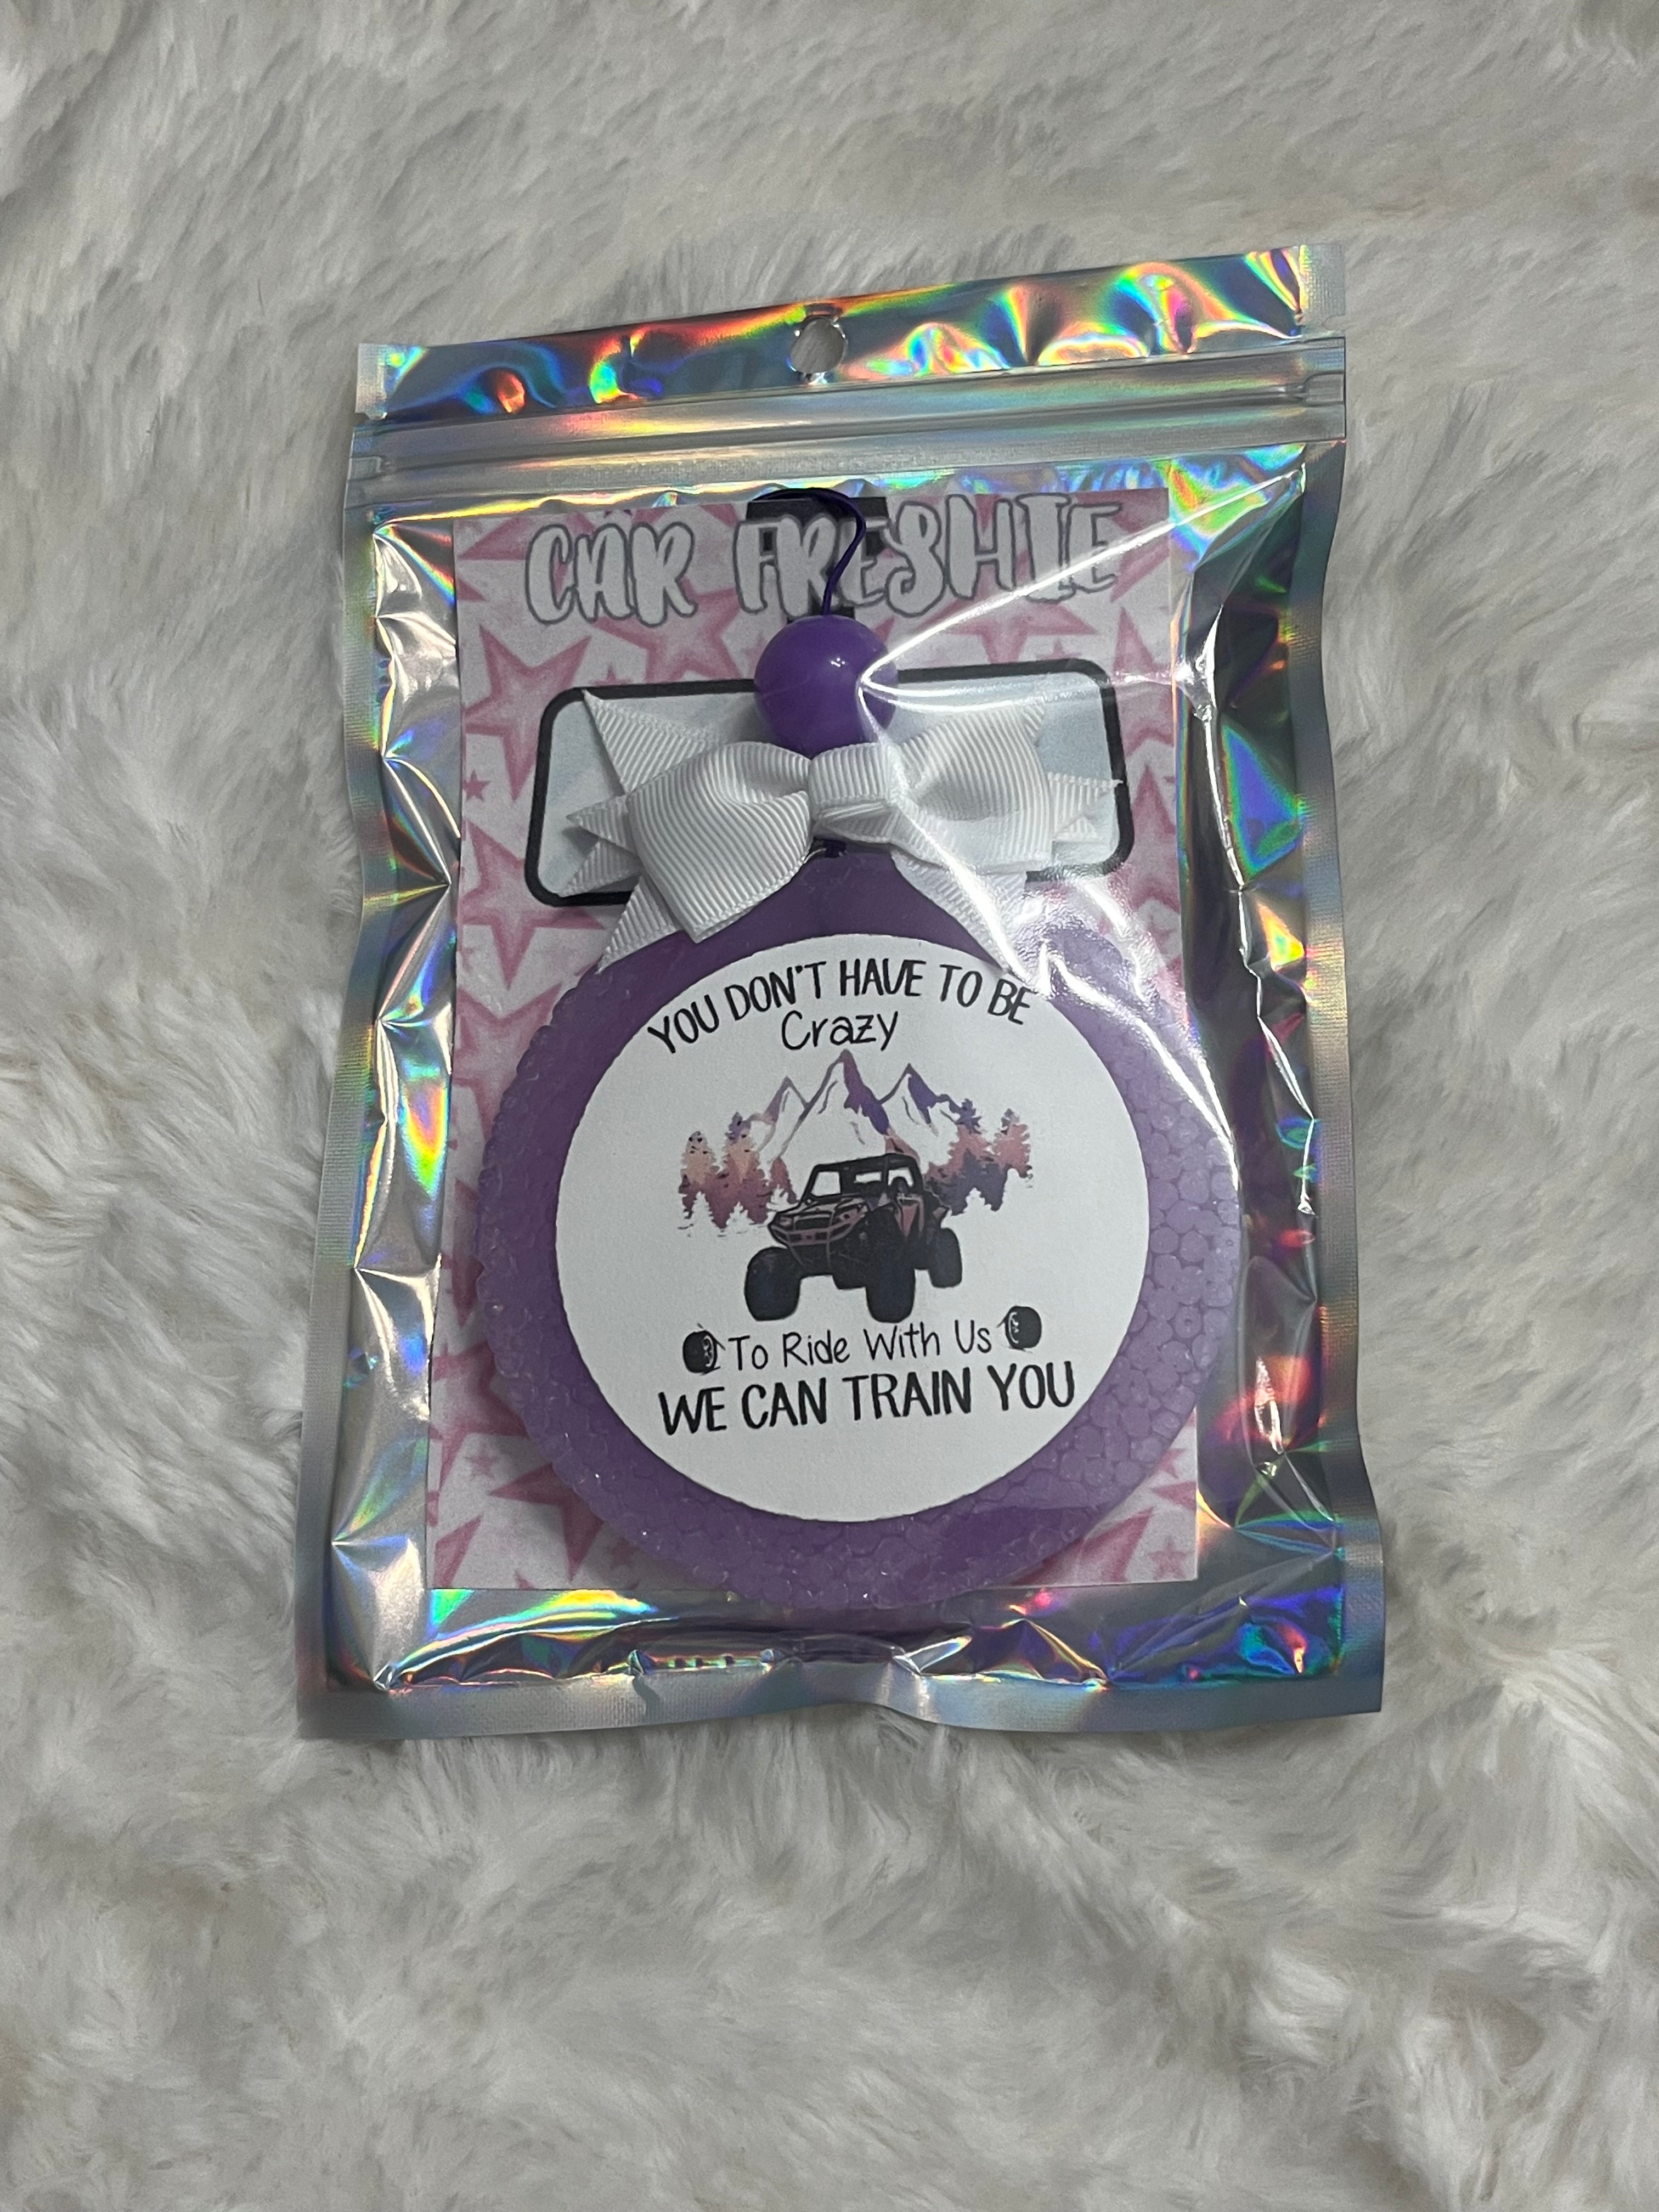 CAR FRESHIE
YOU DON'T HAVE TO BE
Crazy
To Ride With Us
WE CAN TRAIN YOU